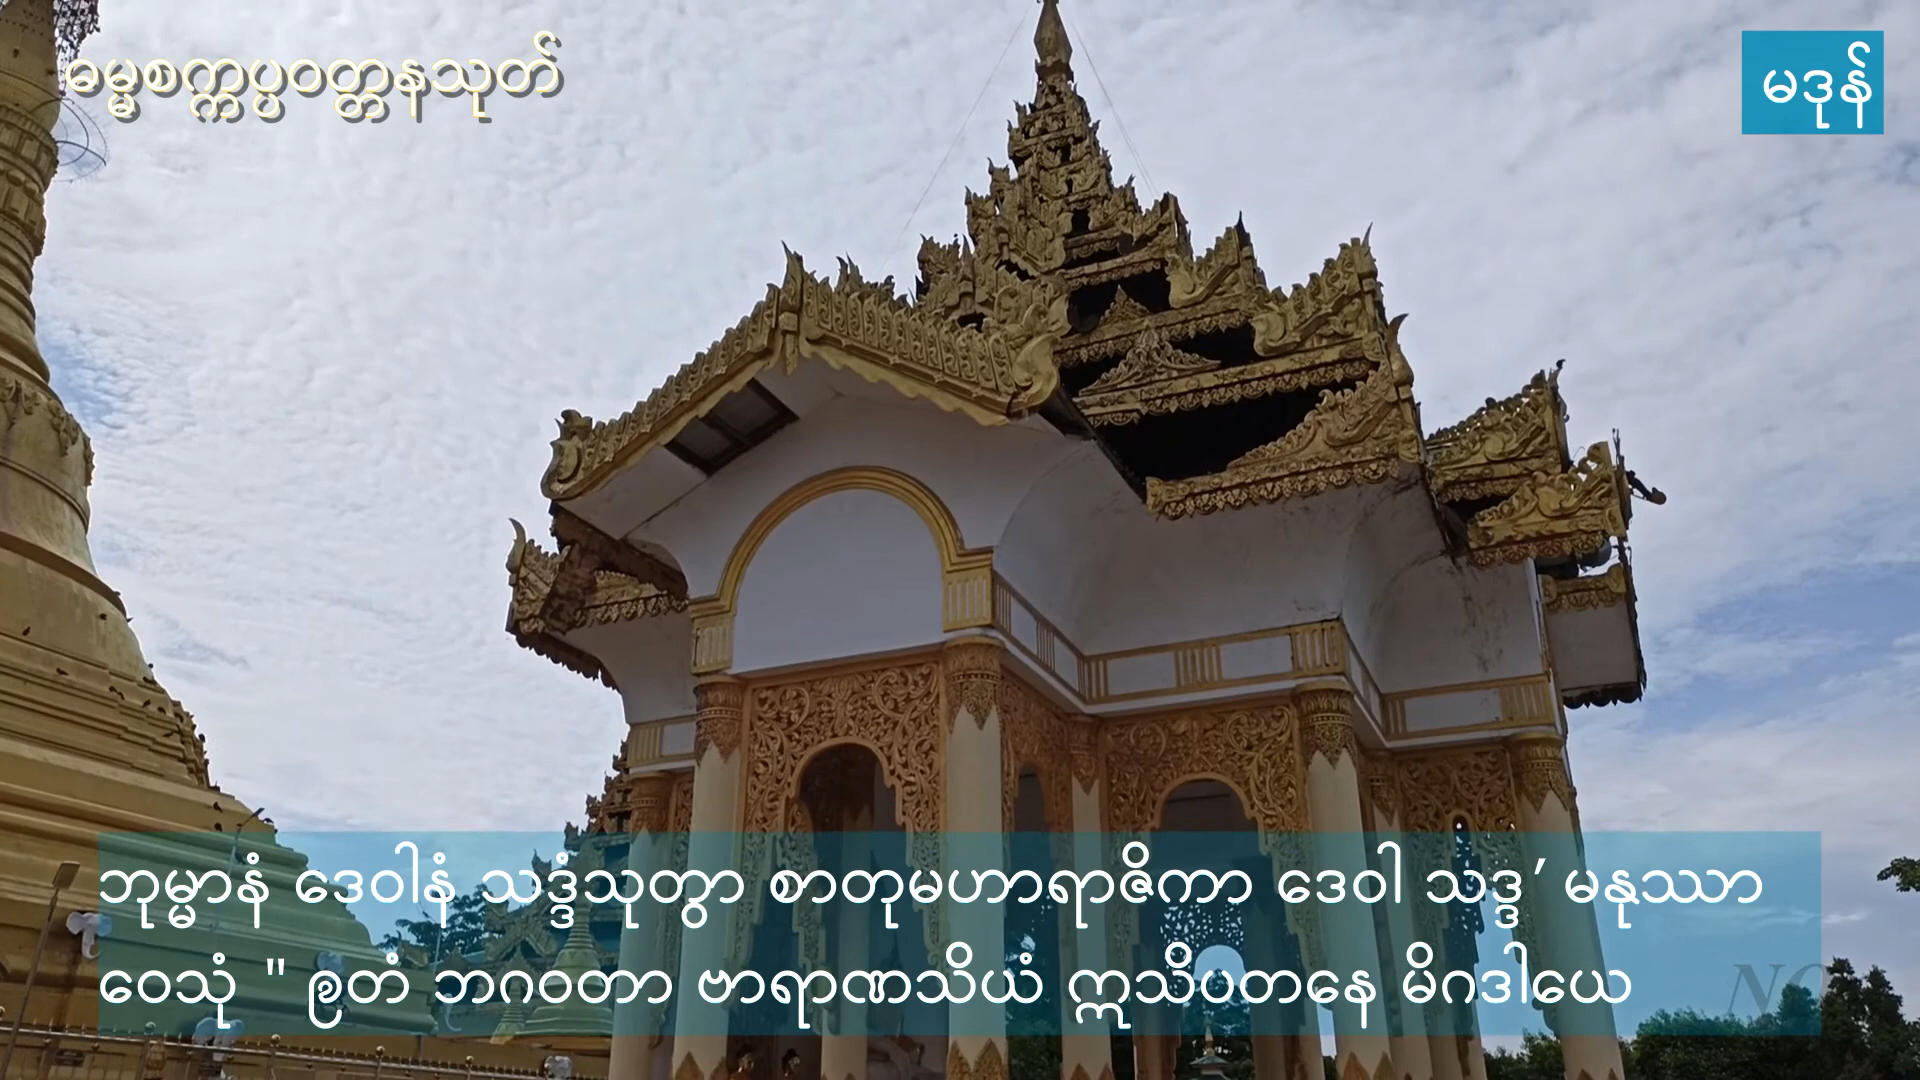 ဓမ္မစက္ကပ္ပဝတ္တနသုတ်
မဒုန်
ဘုမ္မာနံ ဒေဝါနံ သဒ္ဒံသုတွာ စာတုမဟာရာဇိကာ ဒေဝါ သဒ္ဒ’မနုဿာ
ဝေသုံ " ဧတံ ဘဂဝတာ ဗာရာဏသိယံ ဣသိပတနေ မိဂဒါယေ